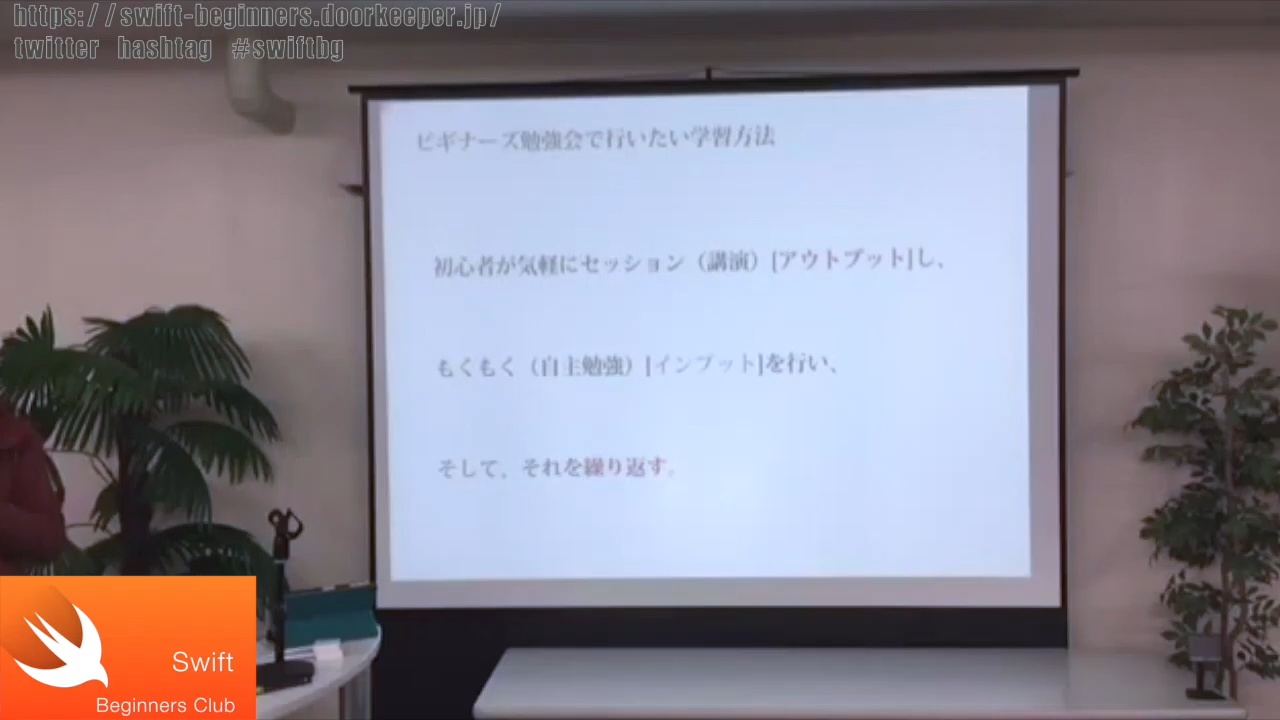 https://swift-beginners.doorkeeper.jp/
twitter hashtag #swiftbg
ビギナーズ勉強会で行いたい学習方法
初心者が気軽にセッション（講演）[アウトプット]し、
もくもく（自主勉強）[インプット]を行い、
そして、それを繰り返す。
Swift
Beginners Club